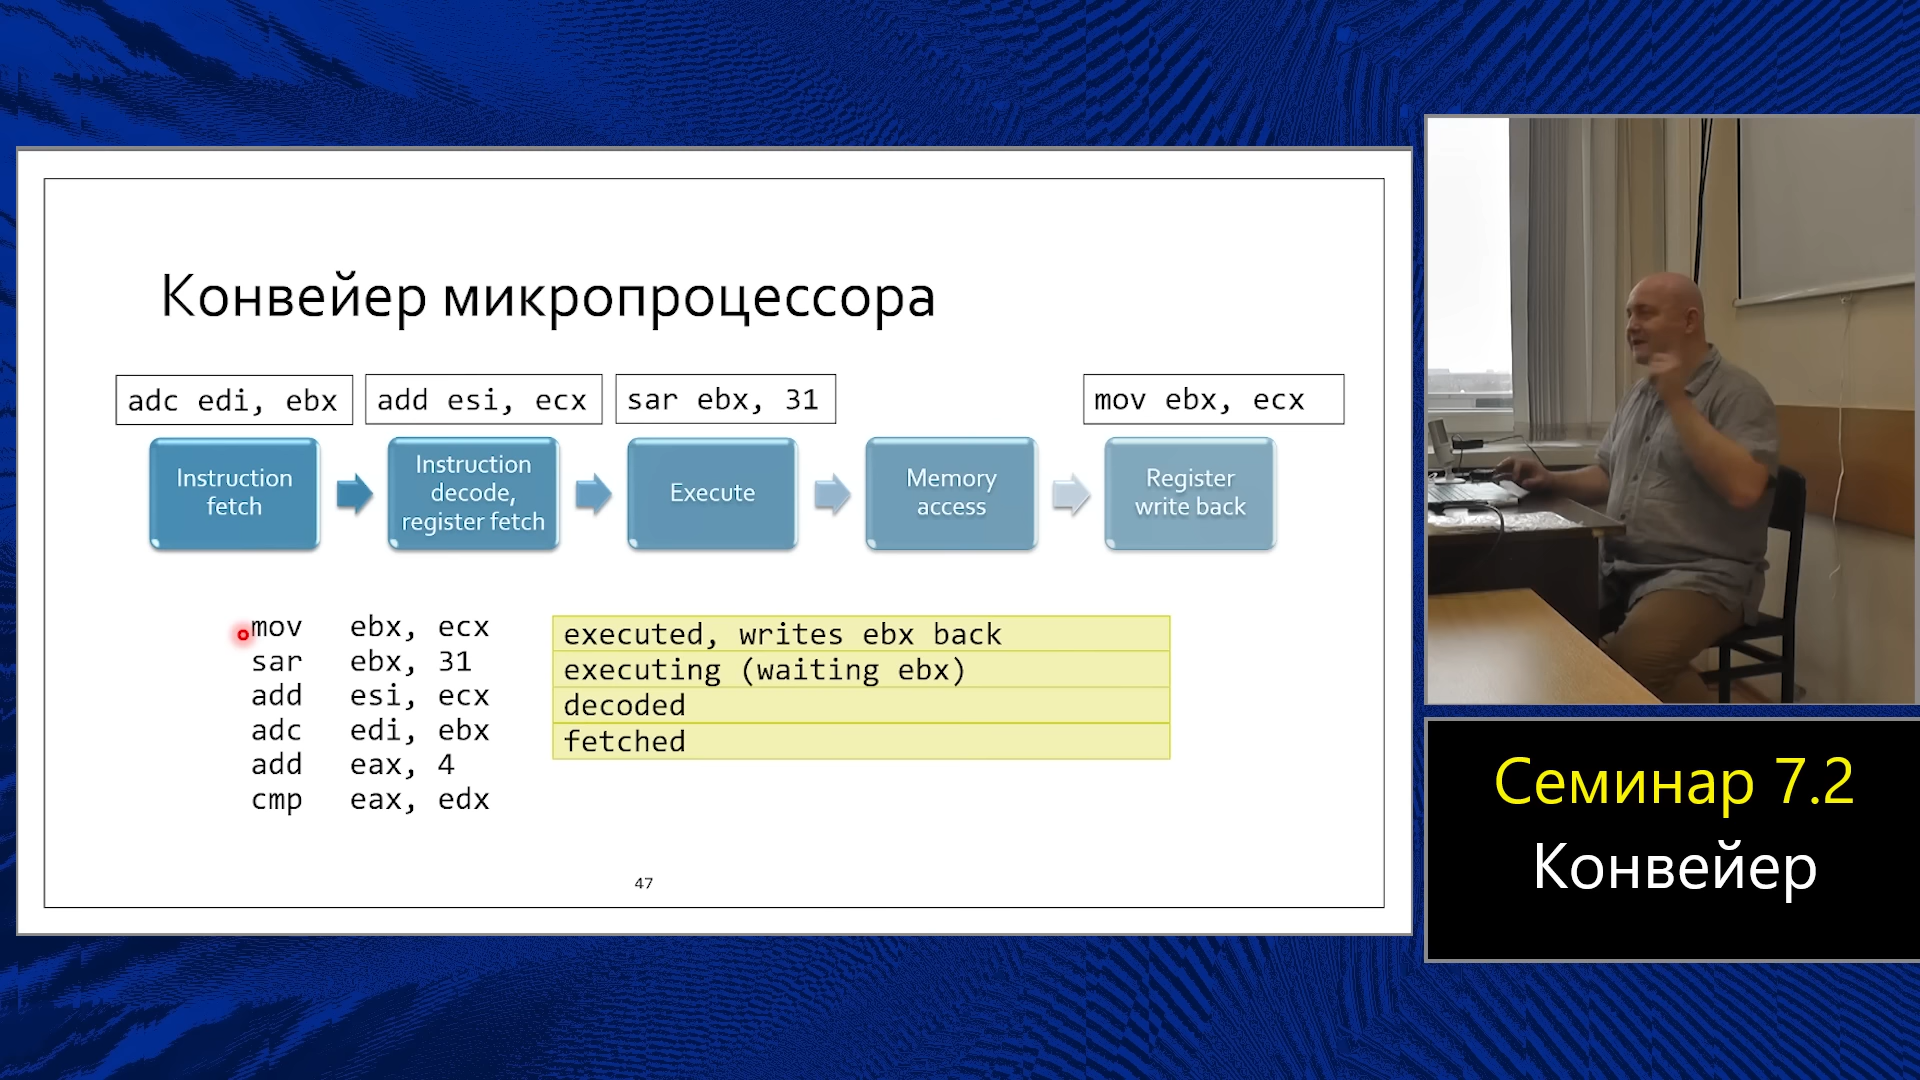 Конвейер микропроцессора
adc edi, ebx
add esi, ecx
sar ebx, 31
mov ebx, ecx
Instruction
fetch
Instruction
decode,
register fetch
Execute
Memory
access
Register
write back
mov ebx, ecx
sar ebx, 31
add esi, ecx
adc edi, ebx
add eax, 4
cmp eax, edx
executed, writes ebx back
executing (waiting ebx)
decoded
fetched
47
Семинар 7.2
Конвейер